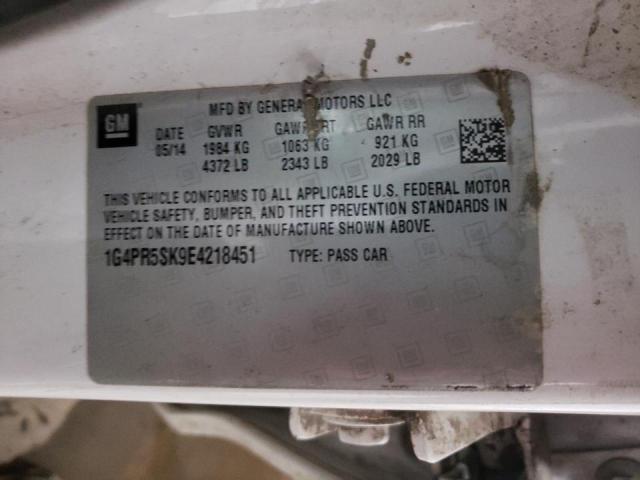 GM
MFD BY GENERAL MOTORS LLC
DATE GVWR GAWR FRT GAWR RR
05/14 1984 KG 1063 KG 921 KG
4372 LB 2343 LB 2029 LB
THIS VEHICLE CONFORMS TO ALL APPLICABLE U.S. FEDERAL MOTOR
VEHICLE SAFETY, BUMPER, AND THEFT PREVENTION STANDARDS IN
EFFECT ON THE DATE OF MANUFACTURE SHOWN ABOVE.
1G4PR5SK9E4218451 TYPE: PASS CAR